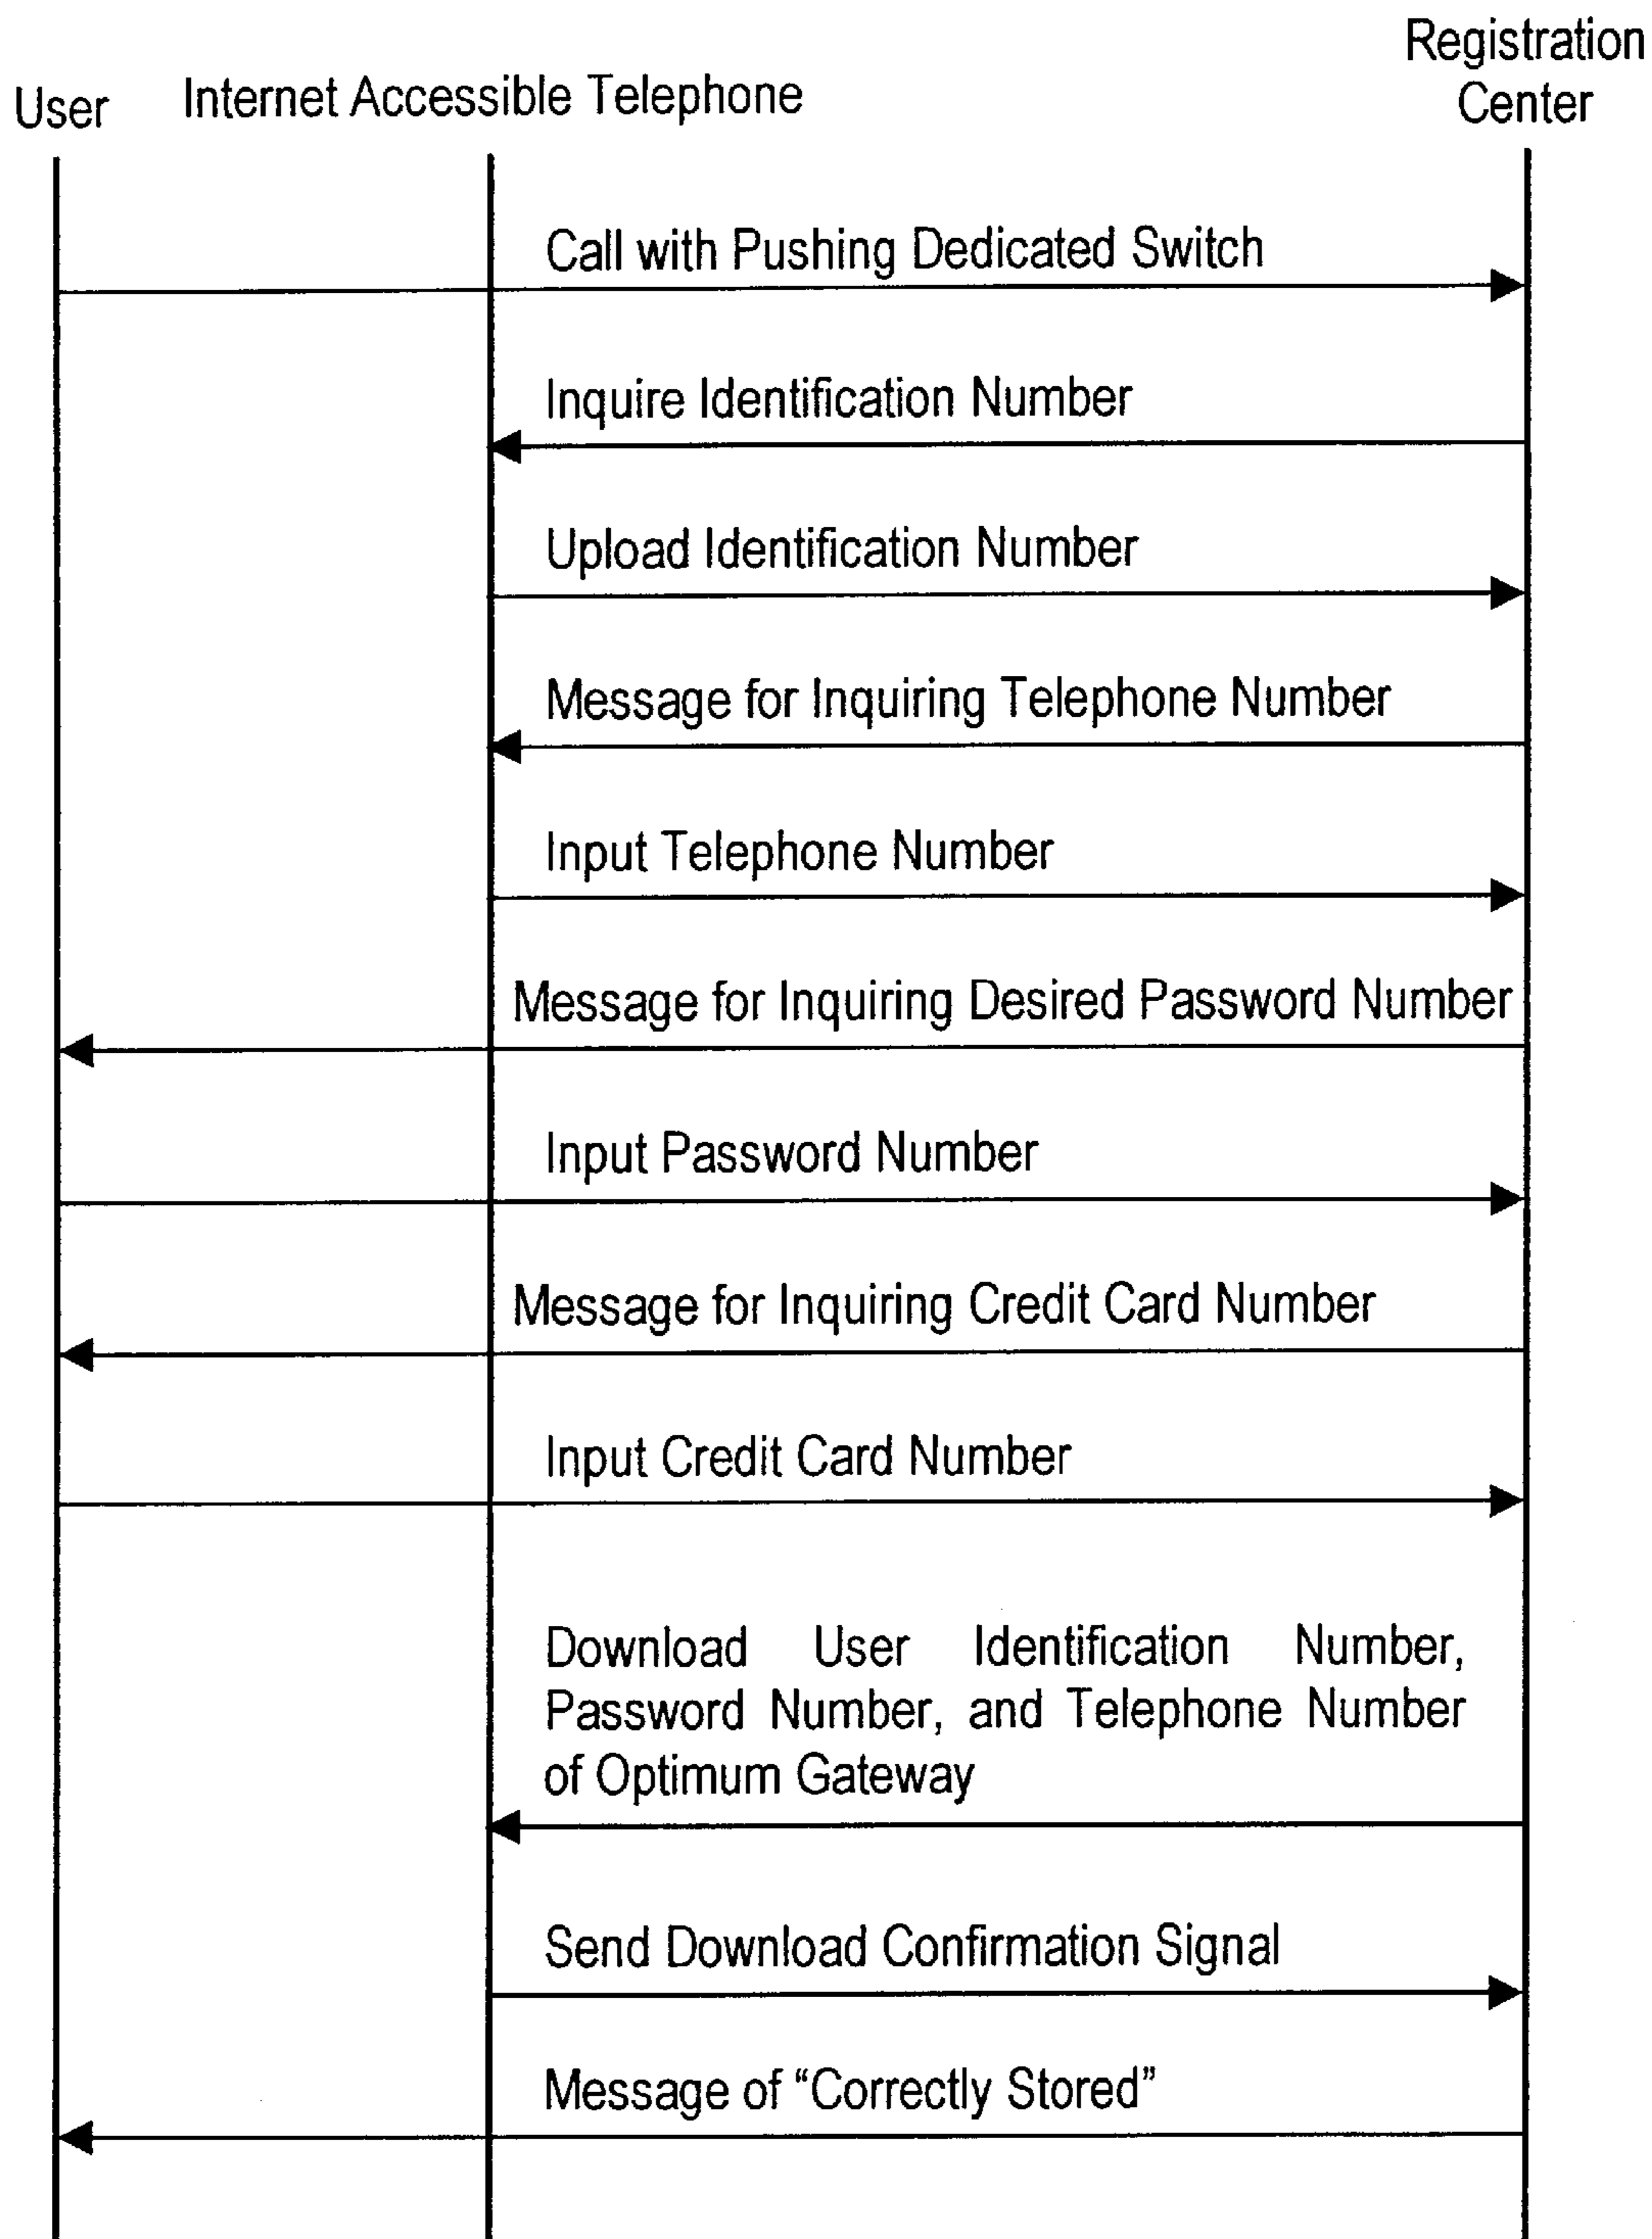 Registration
Center
User
Internet Accessible Telephone
Call with Pushing Dedicated Switch
Inquire Identification Number
Upload Identification Number
Message for Inquiring Telephone Number
Input Telephone Number
Message for Inquiring Desired Password Number
Input Password Number
Message for Inquiring Credit Card Number
Input Credit Card Number
Download User Identification Number,
Password Number, and Telephone Number
of Optimum Gateway
Send Download Confirmation Signal
Message of “Correctly Stored”